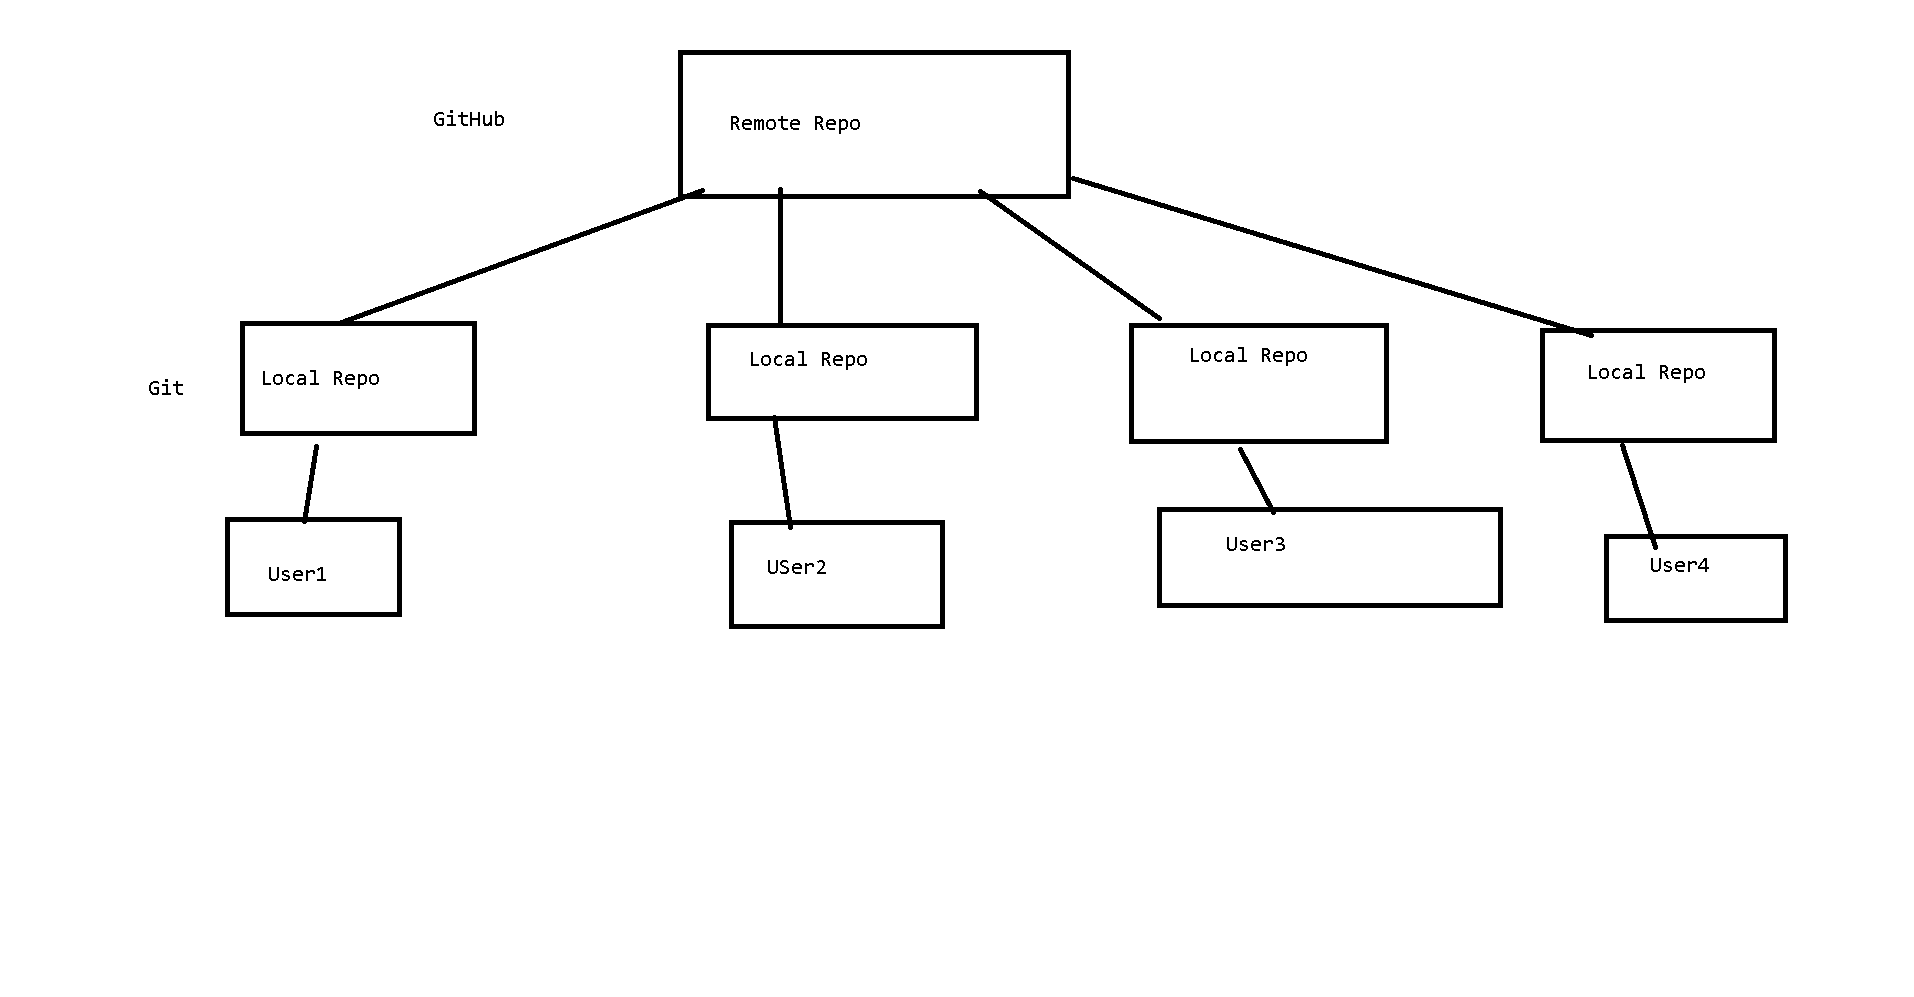 GitHub
Remote Repo
Git
Local Repo
Local Repo
Local Repo
Local Repo
User1
USer2
User3
User4